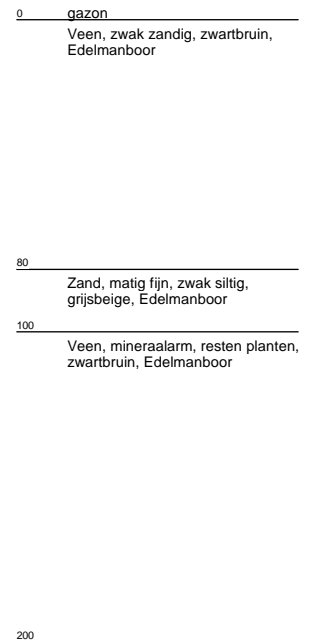 0 gazon
Veen, zwak zandig, zwartbruin,
Edelmanboor
80
Zand, matig fijn, zwak siltig,
grijsbeige, Edelmanboor
100
Veen, mineraalarm, resten planten,
zwartbruin, Edelmanboor
200